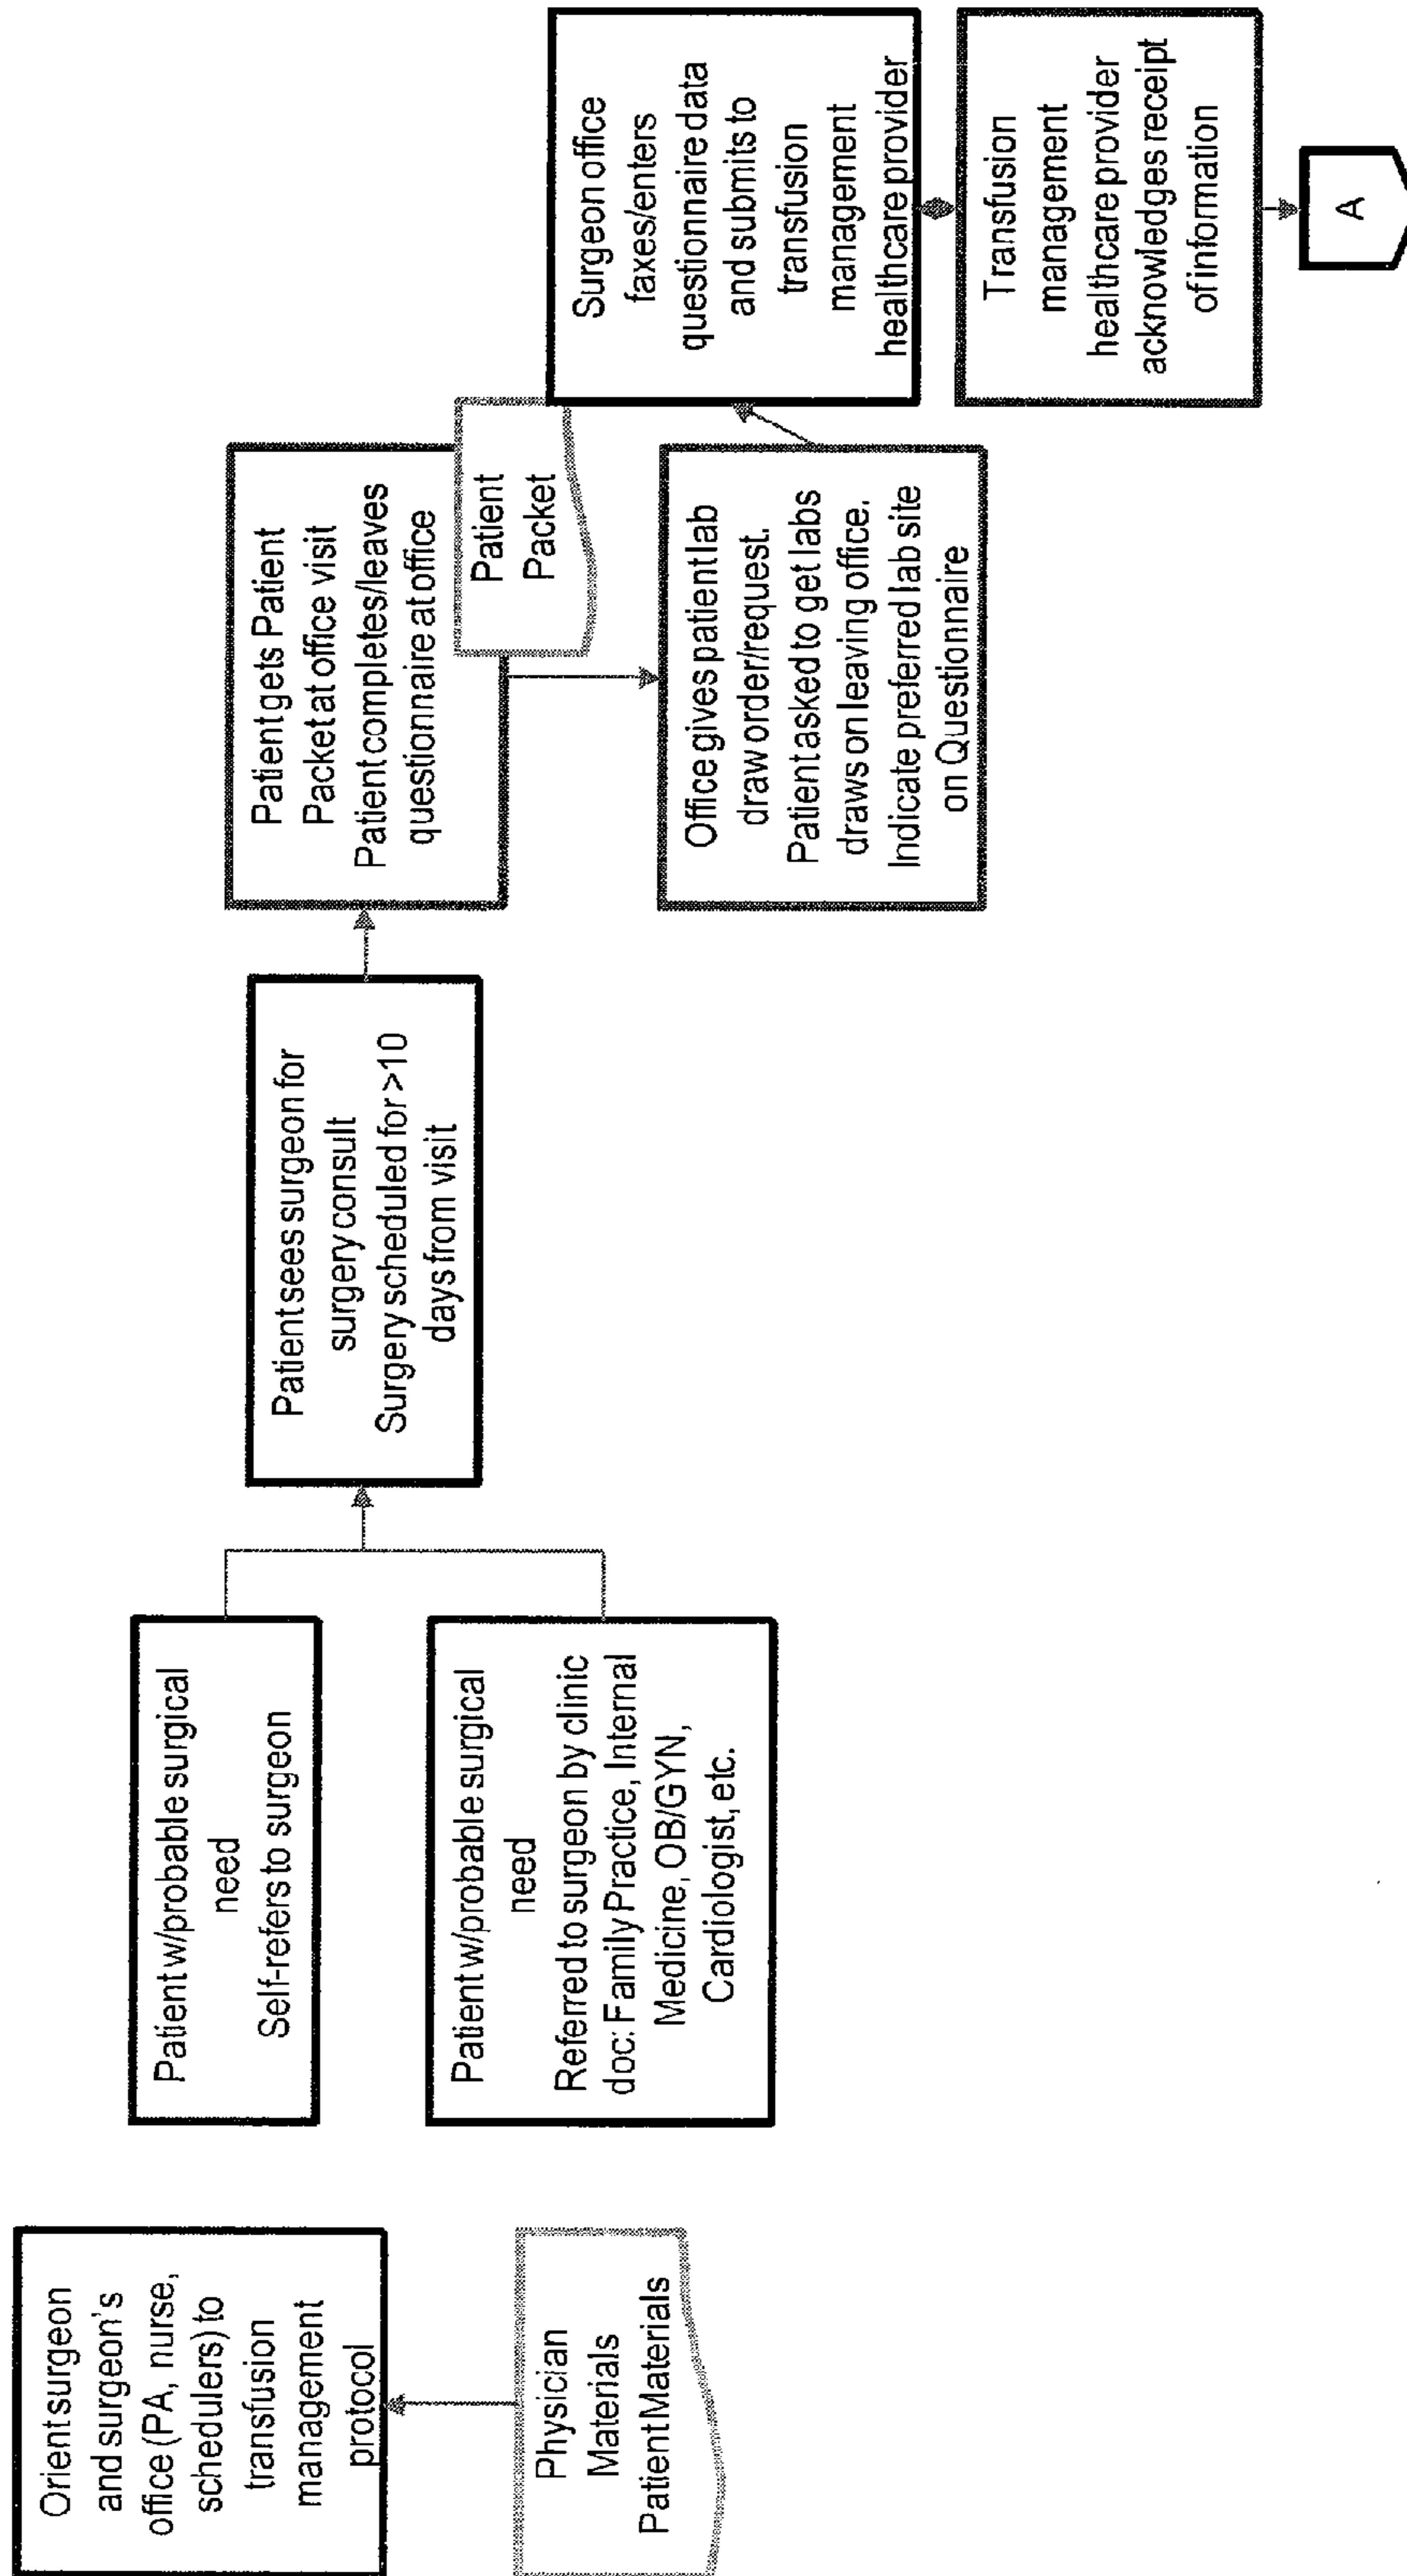 Orient surgeon
and surgeon's
office (PA, nurse,
schedulers) to
transfusion
management
protocol
Physician
Materials
Patient Materials
Patient w/probable surgical
need
Self-refers to surgeon
Patient w/probable surgical
need
Referred to surgeon by clinic
doc: Family Practice, Internal
Medicine, OB/GYN,
Cardiologist, etc.
Patient sees surgeon for
surgery consult
Surgery scheduled for >10
days from visit
Patient gets Patient
Packet at office visit
Patient completes/leaves
questionnaire at office
Patient
Packet
Office gives patient lab
draw order/request.
Patient asked to get labs
draws on leaving office.
Indicate preferred lab site
on Questionnaire
Surgeon office
faxes/enters
questionnaire data
and submits to
transfusion
management
healthcare provider
Transfusion
management
healthcare provider
acknowledges receipt
of information
A